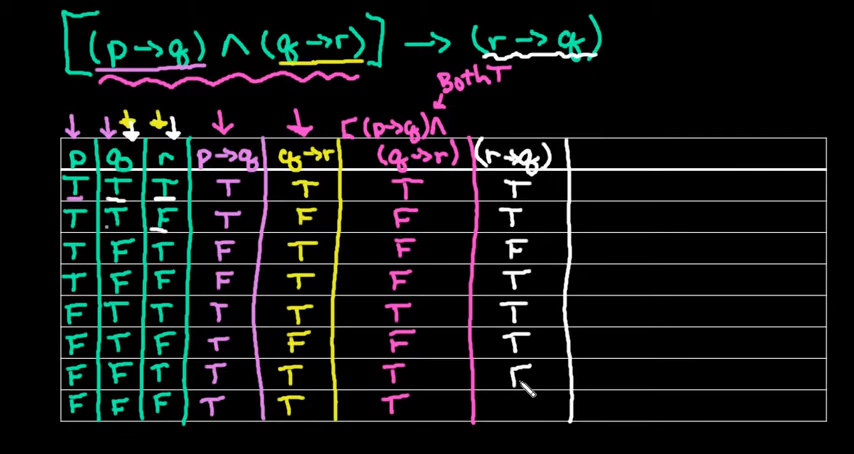 [(p → q) ∧ (q → r)] → (r → q)
Both T
[(p→q)∧
p q r p→q q→r (q→r) (r→q)
T T T T T T T
T T F T F F T
T F T F T F F
T F F F T F T
F T T T T T T
F T F T F F T
F F T T T T F
F F F T T T